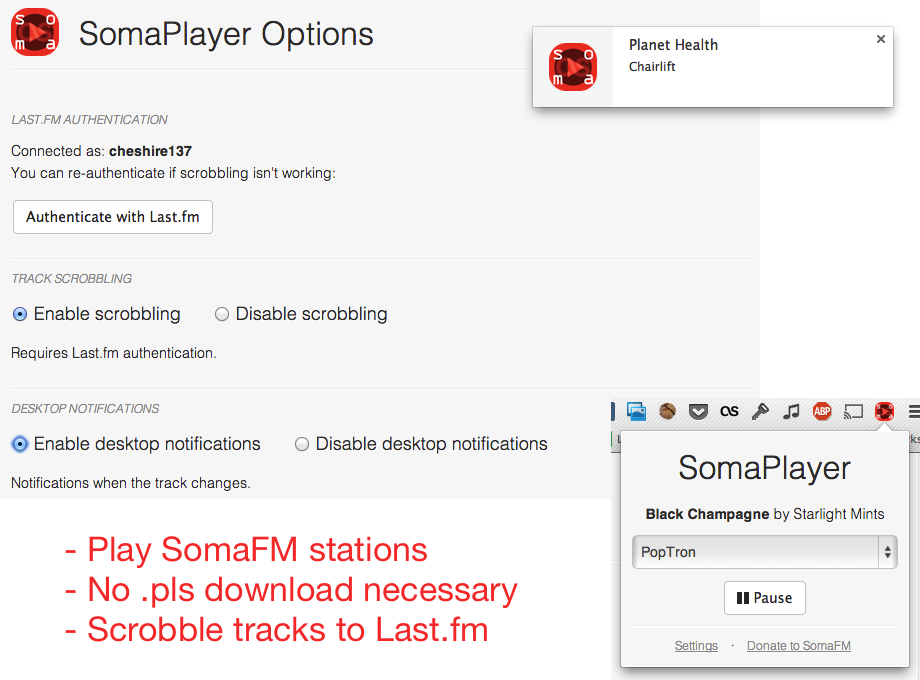 SomaPlayer Options
Planet Health
Chairlift
LAST.FM AUTHENTICATION
Connected as: cheshire137
You can re-authenticate if scrobbling isn't working:
Authenticate with Last.fm
TRACK SCROBBLING
Enable scrobbling Disable scrobbling
Requires Last.fm authentication.
DESKTOP NOTIFICATIONS
Enable desktop notifications Disable desktop notifications
Notifications when the track changes.
- Play SomaFM stations
- No .pls download necessary
- Scrobble tracks to Last.fm
ABP
SomaPlayer
Black Champagne by Starlight Mints
PopTron
Pause
Settings · Donate to SomaFM